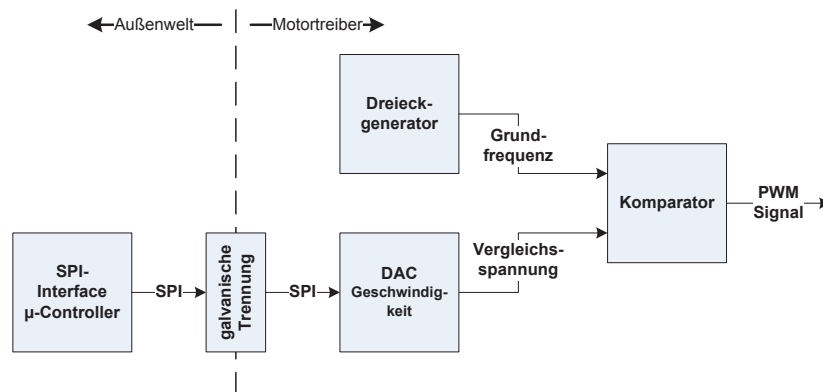 Außenwelt
Motortreiber
Dreieck-
generator
Grund-
frequenz
Komparator
PWM
Signal
SPI-
Interface
µ-Controller
SPI
galvanische
Trennung
SPI
DAC
Geschwindig-
keit
Vergleichs-
spannung